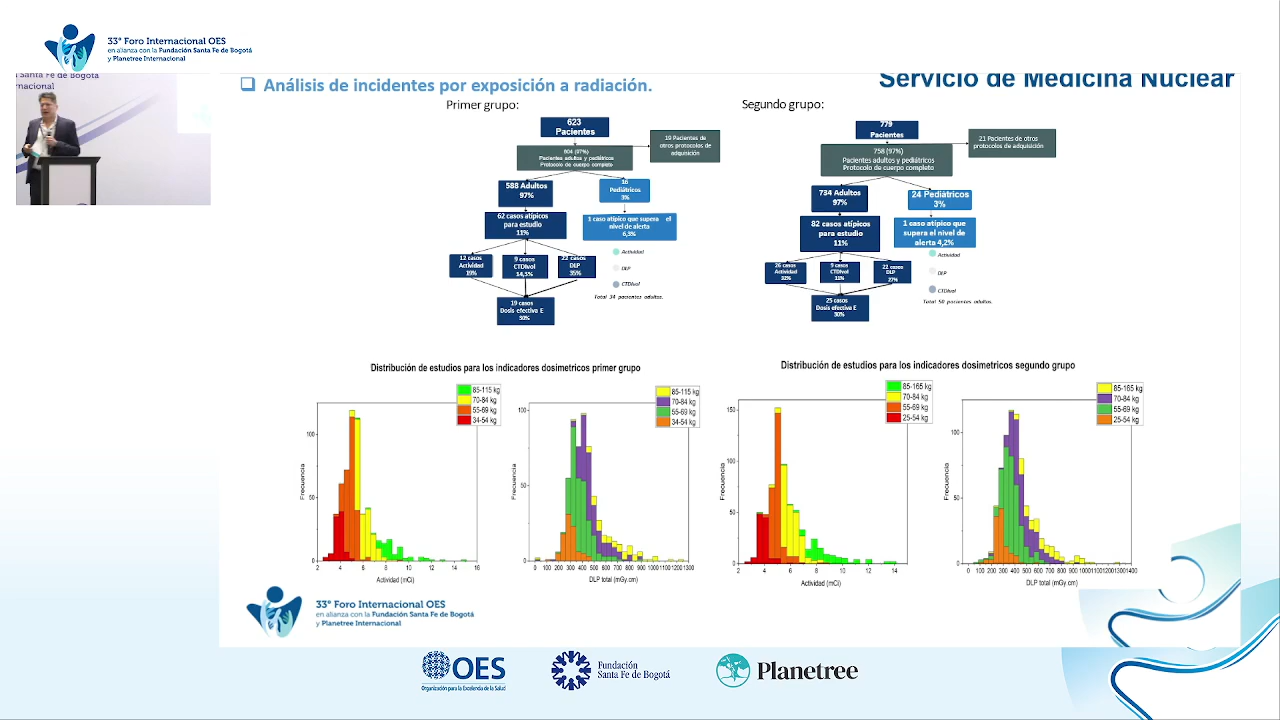 33° Foro Internacional OES
en alianza con la Fundación Santa Fe de Bogotá
y Planetree Internacional
Santa Fe de Bogotá
rnacional
❑ Análisis de incidentes por exposición a radiación.
Servicio de Medicina Nuclear
Primer grupo:
623
Pacientes
19 Pacientes de
otros protocolos de
adquisición
604 (97%)
Pacientes adultos y pediátricos
Protocolo de cuerpo completo
588 Adultos
97%
16
Pediátricos
3%
62 casos atípicos
para estudio
11%
1 caso atípico que supera el
nivel de alerta
6,3%
12 casos
Actividad
19%
9 casos
CTDIvol
14,5%
22 casos
DLP
35%
Actividad
DLP
CTDIvol
Total 34 pacientes adultos.
19 casos
Dosis efectiva E
30%
Segundo grupo:
779
Pacientes
21 Pacientes de otros
protocolos de adquisición
758 (97%)
Pacientes adultos y pediátricos
Protocolo de cuerpo completo
734 Adultos
97%
24 Pediátricos
3%
82 casos atípicos
para estudio
11%
1 caso atípico que
supera el nivel de
alerta 4,2%
26 casos
Actividad
32%
9 casos
CTDIvol
11%
22 casos
DLP
27%
Actividad
DLP
CTDIvol
Total 50 pacientes adultos.
25 casos
Dosis efectiva E
30%
Distribución de estudios para los indicadores dosimetricos primer grupo
85-115 kg
70-84 kg
55-69 kg
34-54 kg
Frecuencia
100
50
0
2 4 6 8 10 12 14 16
Actividad (mCi)
85-115 kg
70-84 kg
55-69 kg
34-54 kg
Frecuencia
100
50
0
0 100 200 300 400 500 600 700 800 900 1000 1100 1200 1300
DLP total (mGy.cm)
Distribución de estudios para los indicadores dosimetricos segundo grupo
85-165 kg
70-84 kg
55-69 kg
25-54 kg
Frecuencia
150
100
50
0
2 4 6 8 10 12 14
Actividad (mCi)
85-165 kg
70-84 kg
55-69 kg
25-54 kg
Frecuencia
100
50
0
0 100 200 300 400 500 600 700 800 900 1000 1100 1200 1300 1400
DLP total (mGy cm)
33° Foro Internacional OES
en alianza con la Fundación Santa Fe de Bogotá
y Planetree Internacional
OES
Organización para la Excelencia de la Salud
Fundación
Santa Fe de Bogotá
Planetree